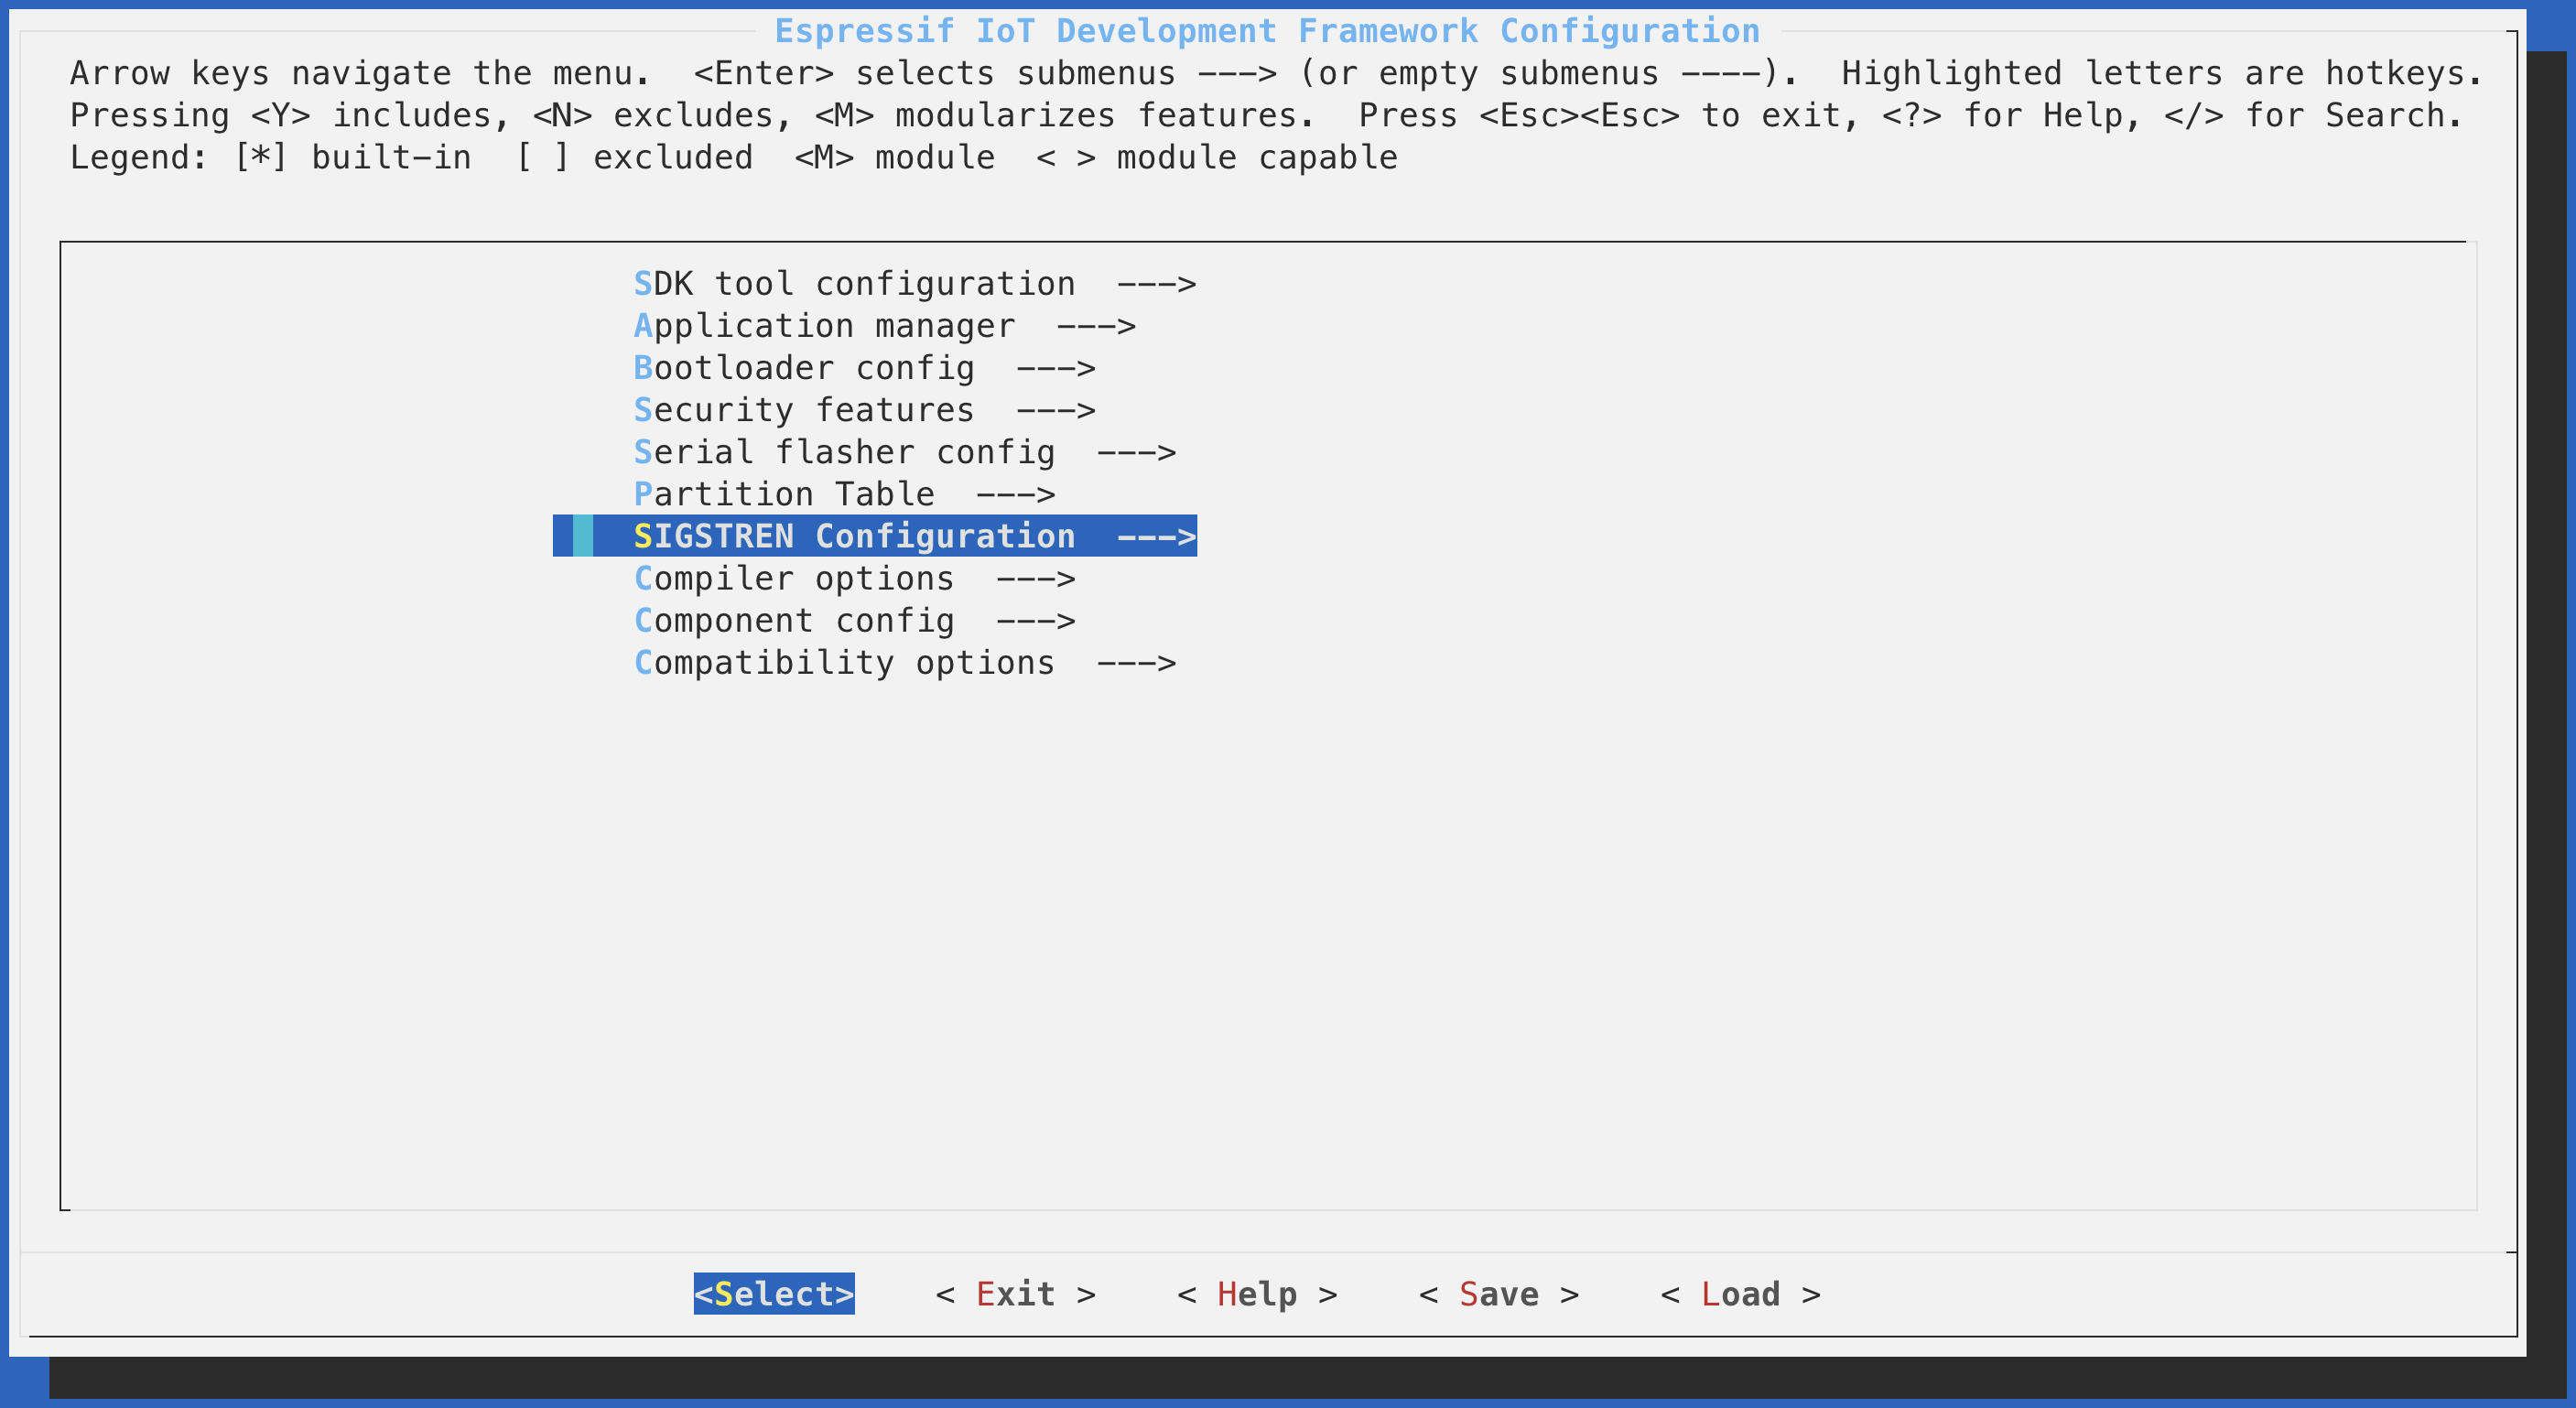 Espressif IoT Development Framework Configuration
Arrow keys navigate the menu.  <Enter> selects submenus ---> (or empty submenus ----).  Highlighted letters are hotkeys.
Pressing <Y> includes, <N> excludes, <M> modularizes features.  Press <Esc><Esc> to exit, <?> for Help, </> for Search.
Legend: [*] built-in  [ ] excluded  <M> module  < > module capable
SDK tool configuration  --->
Application manager  --->
Bootloader config  --->
Security features  --->
Serial flasher config  --->
Partition Table  --->
SIGSTREN Configuration  --->
Compiler options  --->
Component config  --->
Compatibility options  --->
<Select>    < Exit >    < Help >    < Save >    < Load >